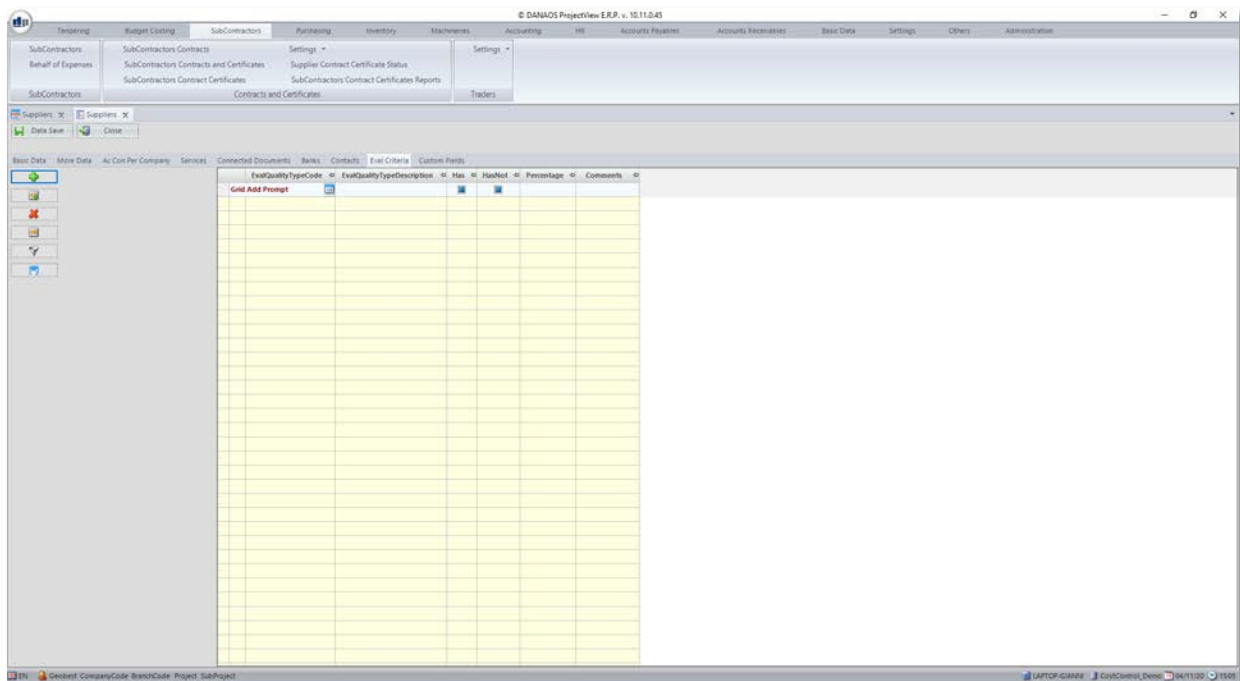 © DANAOS ProjectView E.R.P. v. 10.11.0.45
Tendering Budget Costing SubContractors Purchasing Inventory Machineries Accounting HR Accounts Payables Accounts Receivables Basic Data Settings Others Administration
SubContractors SubContractors Contracts Settings Settings
Behalf of Expenses SubContractors Contracts and Certificates Supplier Contract Certificate Status
SubContractors Contract Certificates SubContractors Contract Certificates Reports
SubContractors Contracts and Certificates Traders
Suppliers Suppliers
Data Save Close
Basic Data More Data Ac Con Per Company Services Connected Documents Banks Contacts Eval Criteria Custom Fields
EvalQualityTypeCode EvalQualityTypeDescription Has HasNot Percentage Comments
Grid Add Prompt
EN Geobest CompanyCode BranchCode Project SubProject LAPTOP-GIANNI CostControl_Demo 04/11/20 15:05